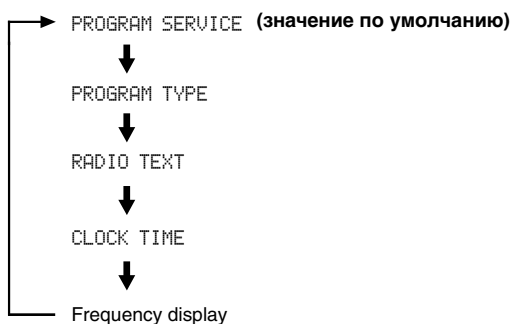 PROGRAM SERVICE (значение по умолчанию)
PROGRAM TYPE
RADIO TEXT
CLOCK TIME
Frequency display